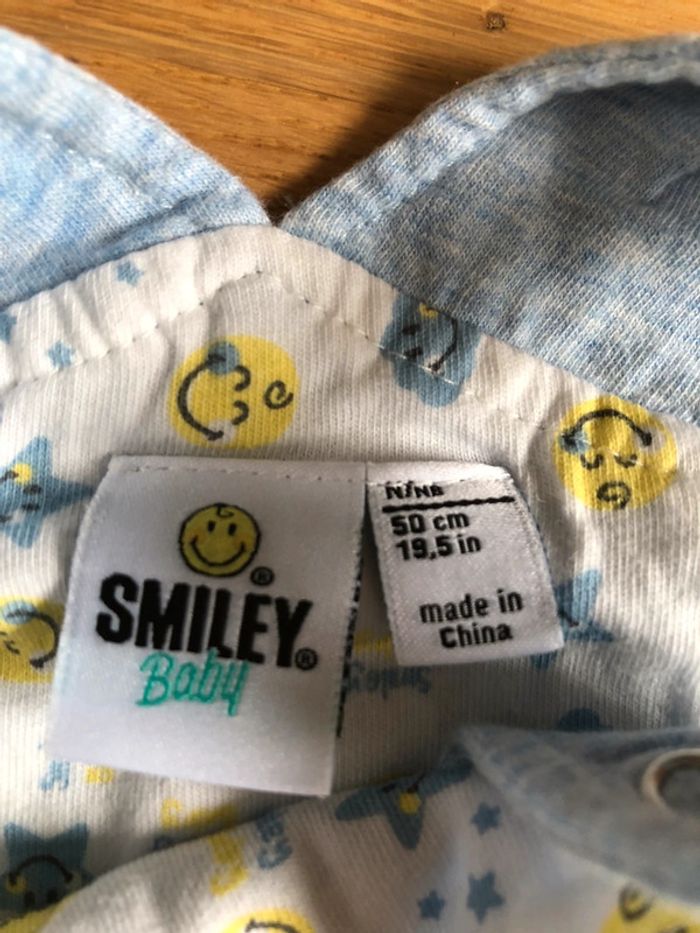 SMILEY®
Baby
N/NB
50 cm
19,5 in
made in
China